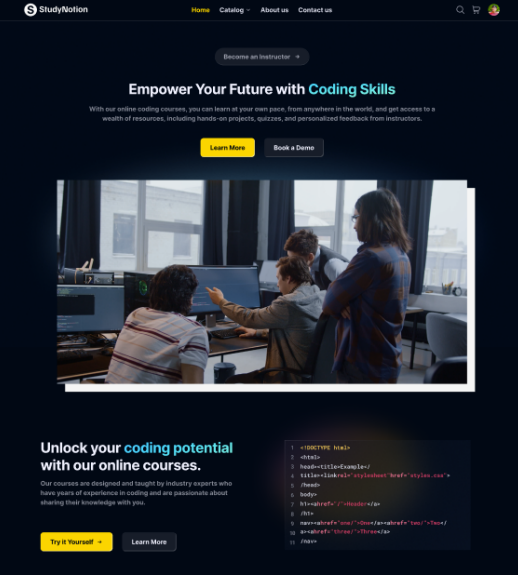 StudyNotion
Home Catalog About us Contact us
Become an Instructor →
Empower Your Future with Coding Skills
With our online coding courses, you can learn at your own pace, from anywhere in the world, and get access to a
wealth of resources, including hands-on projects, quizzes, and personalized feedback from instructors.
Learn More
Book a Demo
Unlock your coding potential
with our online courses.
Our courses are designed and taught by industry experts who
have years of experience in coding and are passionate about
sharing their knowledge with you.
Try it Yourself →
Learn More
1 <!DOCTYPE html>
2 <html>
3 head><title>Example</
4 title><linkrel="stylesheet"href="styles.css">
5 /head>
6 body>
7 h1><ahref="/">Header</a>
8 /h1>
9 nav><ahref="one/">One</a><ahref="two/">Two</
10 a><ahref="three/">Three</a>
11 /nav>